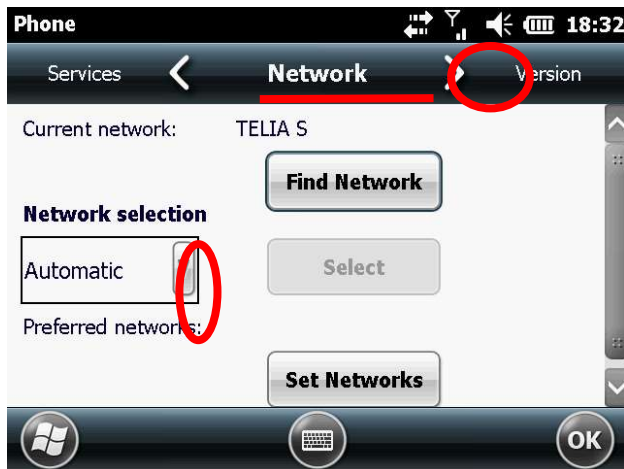 Phone 18:32
Services Network Version
Current network: TELIA S
Find Network
Network selection
Automatic Select
Preferred networks:
Set Networks
OK